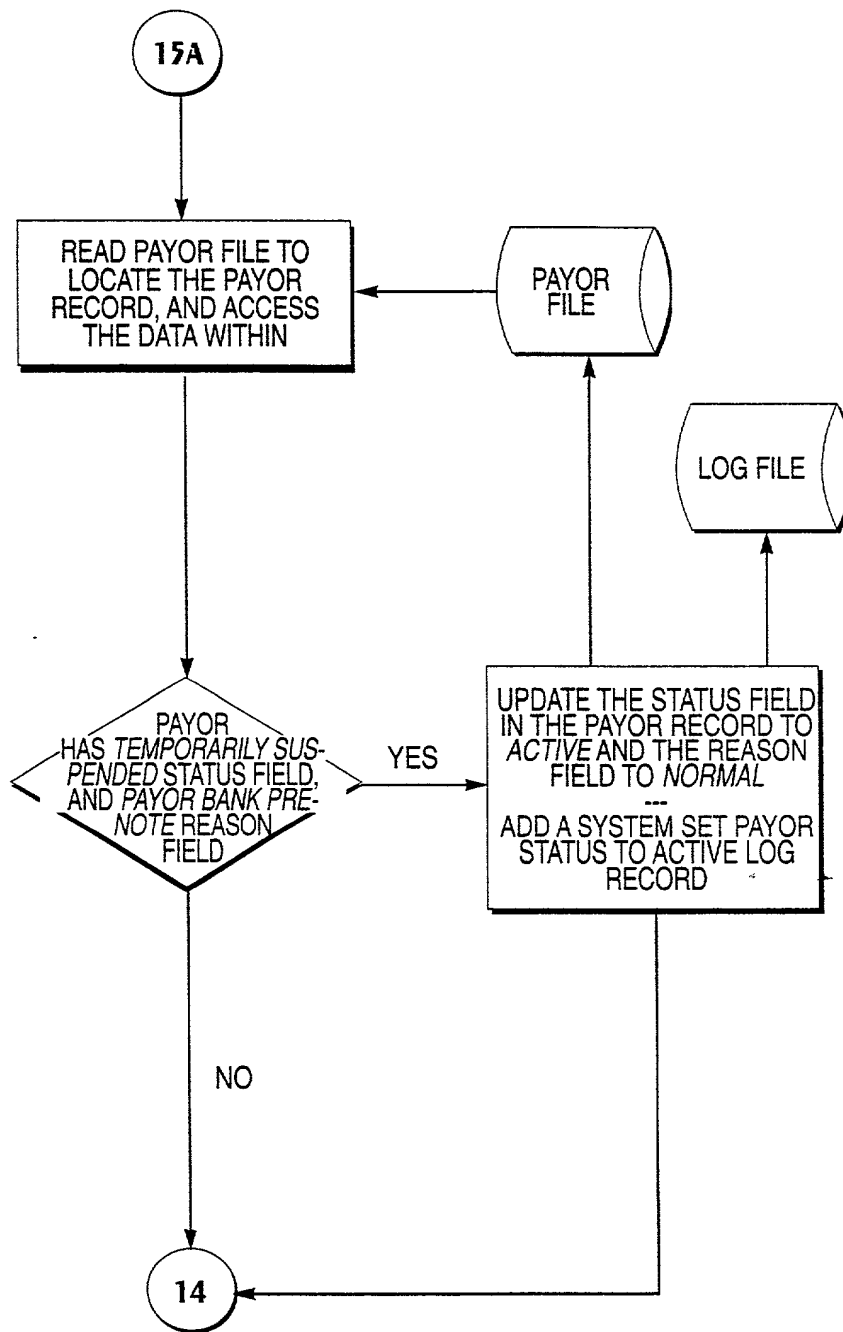 15A
READ PAYOR FILE TO
LOCATE THE PAYOR
RECORD, AND ACCESS
THE DATA WITHIN
PAYOR
FILE
LOG FILE
PAYOR
HAS TEMPORARILY SUS-
PENDED STATUS FIELD,
AND PAYOR BANK PRE-
NOTE REASON
FIELD
YES
UPDATE THE STATUS FIELD
IN THE PAYOR RECORD TO
ACTIVE AND THE REASON
FIELD TO NORMAL
---
ADD A SYSTEM SET PAYOR
STATUS TO ACTIVE LOG
RECORD
NO
14